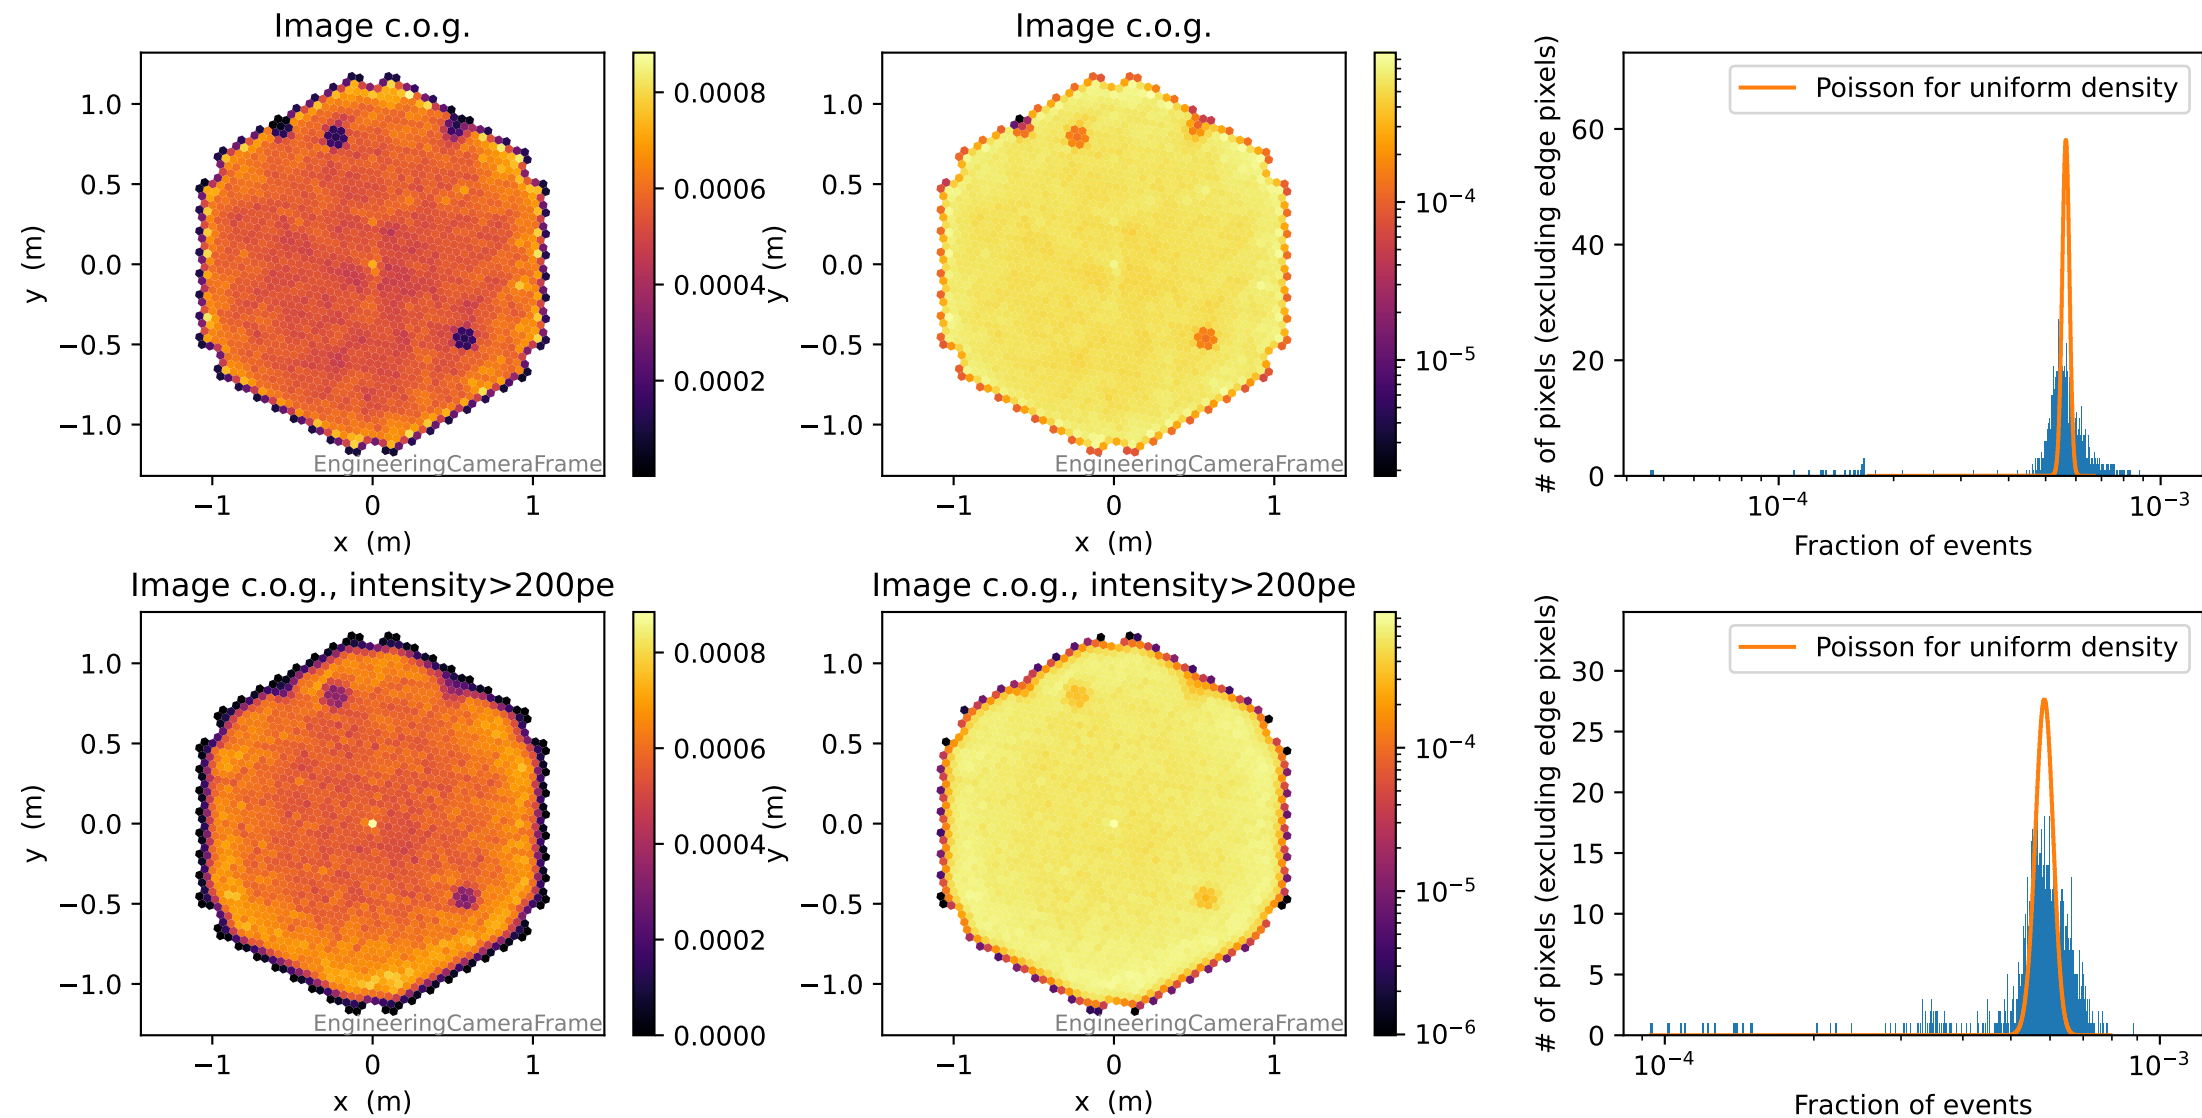 Image c.o.g.
y (m)
1.0
0.5
0.0
−0.5
−1.0
−1
0
1
x (m)
EngineeringCameraFrame
0.0008
0.0006
0.0004
0.0002
Image c.o.g.
y (m)
1.0
0.5
0.0
−0.5
−1.0
−1
0
1
x (m)
EngineeringCameraFrame
10⁻⁴
10⁻⁵
# of pixels (excluding edge pixels)
60
40
20
0
Poisson for uniform density
10⁻⁴
10⁻³
Fraction of events
Image c.o.g., intensity>200pe
y (m)
1.0
0.5
0.0
−0.5
−1.0
−1
0
1
x (m)
EngineeringCameraFrame
0.0008
0.0006
0.0004
0.0002
0.0000
Image c.o.g., intensity>200pe
y (m)
1.0
0.5
0.0
−0.5
−1.0
−1
0
1
x (m)
EngineeringCameraFrame
10⁻⁴
10⁻⁵
10⁻⁶
# of pixels (excluding edge pixels)
30
25
20
15
10
5
0
Poisson for uniform density
10⁻⁴
10⁻³
Fraction of events